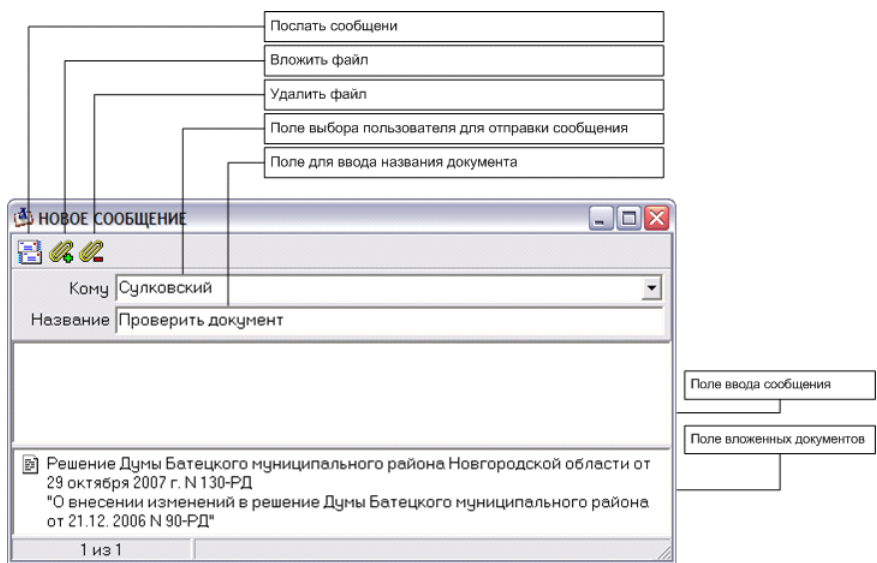 Послать сообщени
Вложить файл
Удалить файл
Поле выбора пользователя для отправки сообщения
Поле для ввода названия документа
НОВОЕ СООБЩЕНИЕ
Кому Сулковский
Название Проверить документ
Поле ввода сообщения
Поле вложенных документов
Решение Думы Батецкого муниципального района Новгородской области от
29 октября 2007 г. N 130-РД
"О внесении изменений в решение Думы Батецкого муниципального района
от 21.12. 2006 N 90-РД"
1 из 1